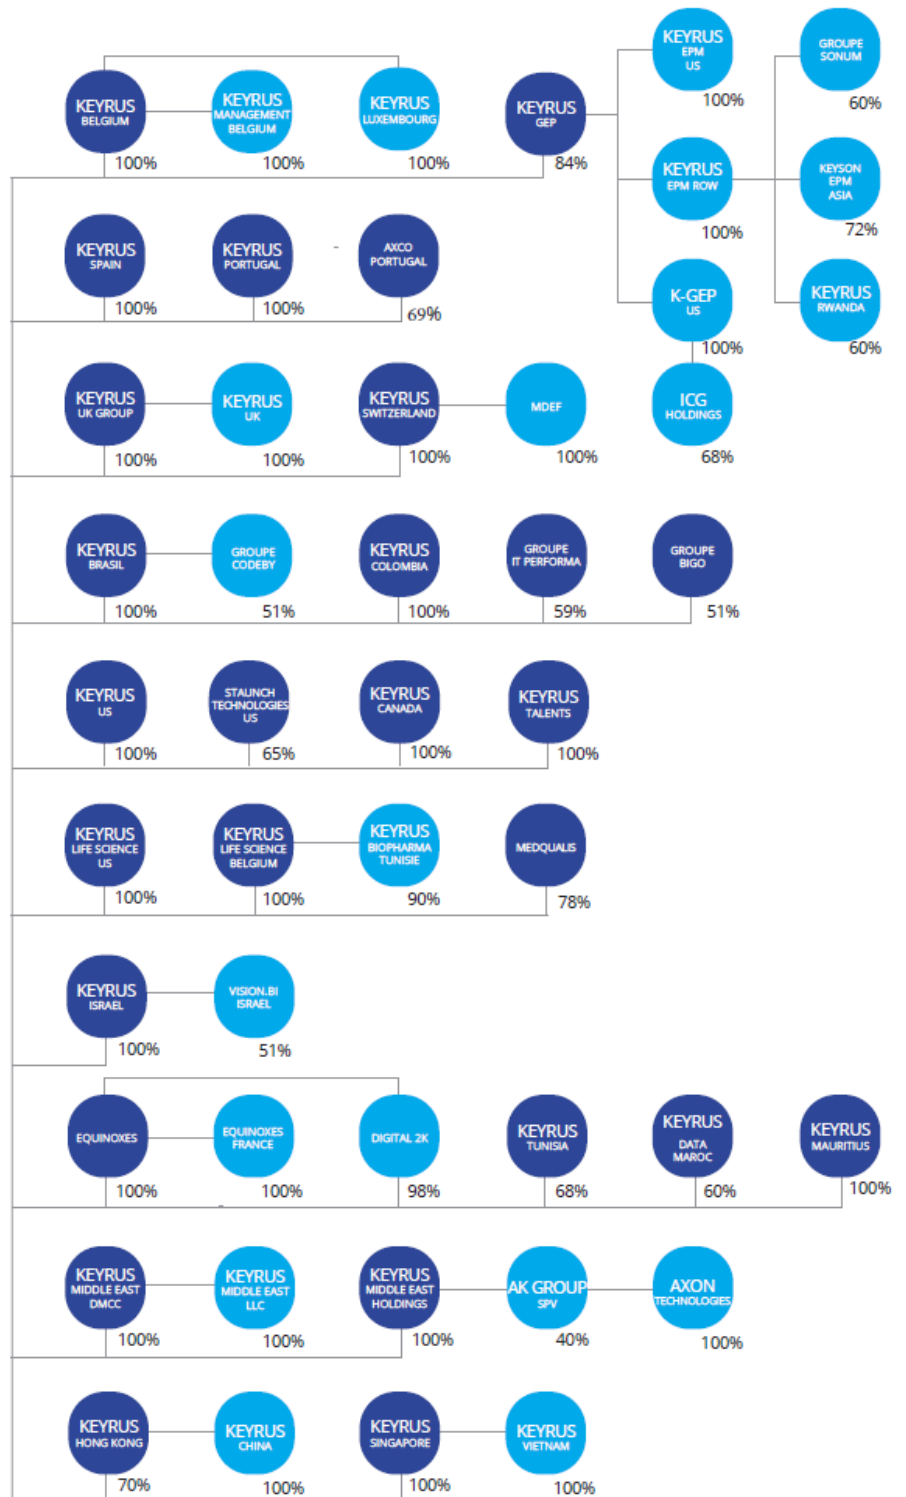 KEYRUS
BELGIUM
100%
KEYRUS
MANAGEMENT
BELGIUM
100%
KEYRUS
LUXEMBOURG
100%
KEYRUS
GEP
84%
KEYRUS
EPM
US
100%
GROUPE
SONUM
60%
KEYRUS
EPM ROW
100%
KEYSON
EPM
ASIA
72%
K-GEP
US
100%
KEYRUS
RWANDA
60%
KEYRUS
SPAIN
100%
KEYRUS
PORTUGAL
100%
-
AXCO
PORTUGAL
69%
KEYRUS
UK GROUP
100%
KEYRUS
UK
100%
KEYRUS
SWITZERLAND
100%
MDEF
100%
ICG
HOLDINGS
68%
KEYRUS
BRASIL
100%
GROUPE
CODEBY
51%
KEYRUS
COLOMBIA
100%
GROUPE
IT PERFORMA
59%
GROUPE
BIGO
51%
KEYRUS
US
100%
STAUNCH
TECHNOLOGIES
US
65%
KEYRUS
CANADA
100%
KEYRUS
TALENTS
100%
KEYRUS
LIFE SCIENCE
US
100%
KEYRUS
LIFE SCIENCE
BELGIUM
100%
KEYRUS
BIOPHARMA
TUNISIE
90%
MEDQUALIS
78%
KEYRUS
ISRAEL
100%
VISION.BI
ISRAEL
51%
EQUINOXES
100%
EQUINOXES
FRANCE
100%
DIGITAL 2K
98%
KEYRUS
TUNISIA
68%
KEYRUS
DATA
MAROC
60%
KEYRUS
MAURITIUS
100%
KEYRUS
MIDDLE EAST
DMCC
100%
KEYRUS
MIDDLE EAST
LLC
100%
KEYRUS
MIDDLE EAST
HOLDINGS
100%
AK GROUP
SPV
40%
AXON
TECHNOLOGIES
100%
KEYRUS
HONG KONG
70%
KEYRUS
CHINA
100%
KEYRUS
SINGAPORE
100%
KEYRUS
VIETNAM
100%